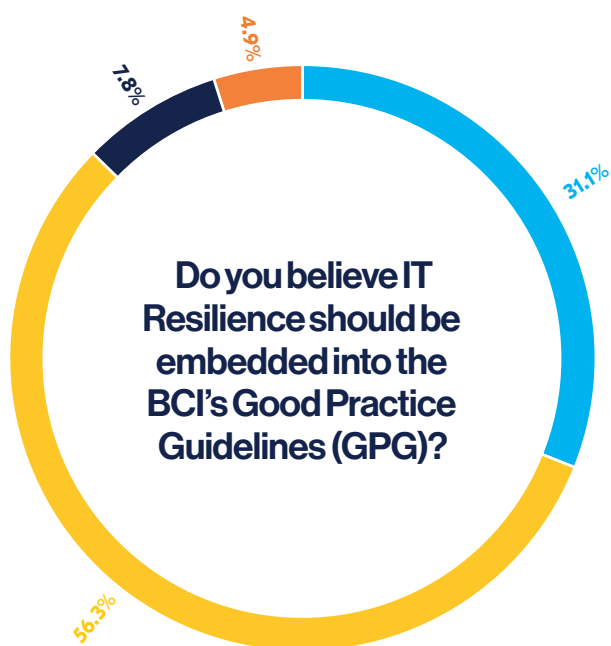 4.9%
7.8%
31.1%
Do you believe IT
Resilience should be
embedded into the
BCI's Good Practice
Guidelines (GPG)?
56.3%